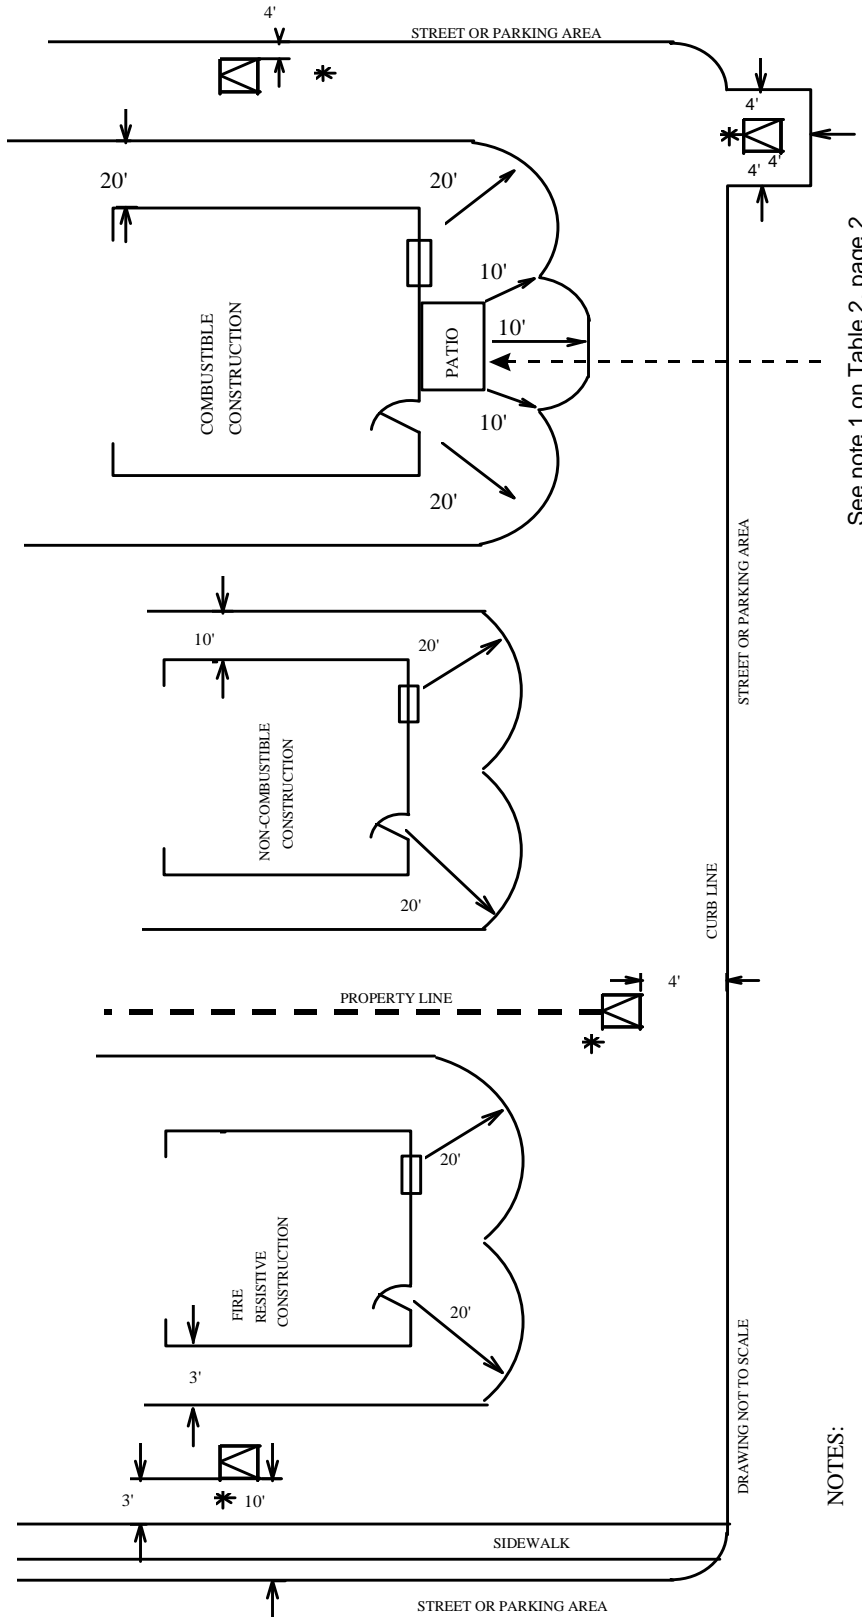 4'
STREET OR PARKING AREA
4'
4'
4'
20'
20'
10'
COMBUSTIBLE
CONSTRUCTION
PATIO
10'
10'
20'
See note 1 on Table 2, page 2
10'
20'
NON-COMBUSTIBLE
CONSTRUCTION
20'
STREET OR PARKING AREA
CURB LINE
PROPERTY LINE
4'
20'
FIRE
RESISTIVE
CONSTRUCTION
20'
3'
3'
10'
DRAWING NOT TO SCALE
NOTES:
SIDEWALK
STREET OR PARKING AREA